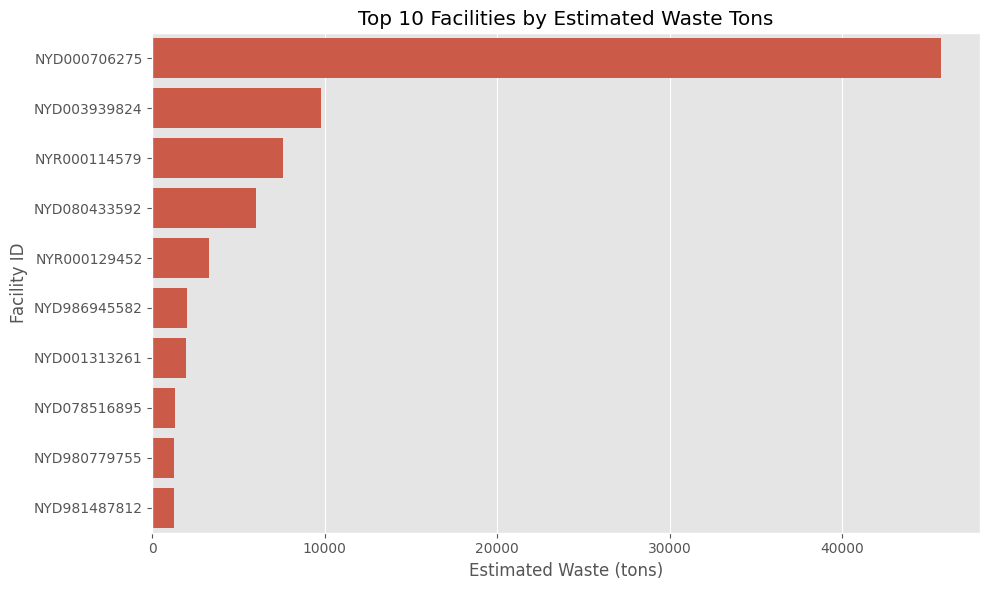 Top 10 Facilities by Estimated Waste Tons
Facility ID
NYD000706275
NYD003939824
NYR000114579
NYD080433592
NYR000129452
NYD986945582
NYD001313261
NYD078516895
NYD980779755
NYD981487812
0 10000 20000 30000 40000
Estimated Waste (tons)